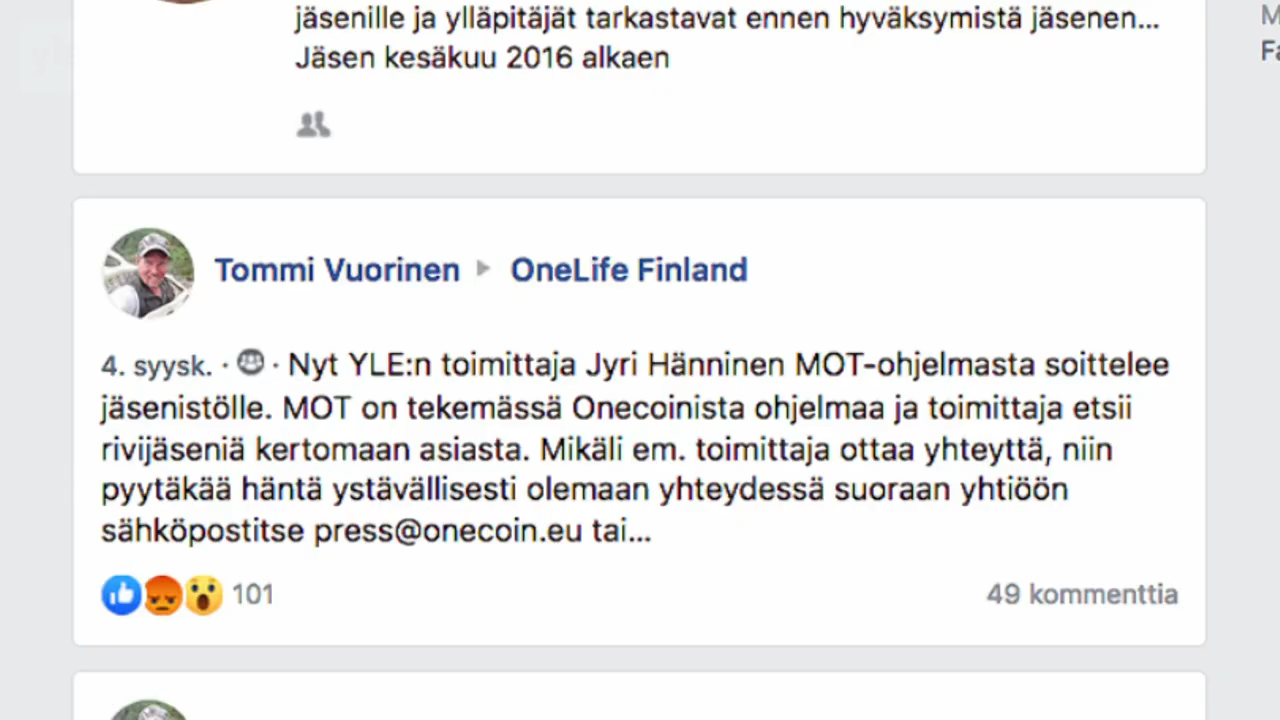 jäsenille ja ylläpitäjät tarkastavat ennen hyväksymistä jäsenen...
Jäsen kesäkuu 2016 alkaen
Tommi Vuorinen ▸ OneLife Finland
4. syysk. · · Nyt YLE:n toimittaja Jyri Hänninen MOT-ohjelmasta soittelee
jäsenistölle. MOT on tekemässä Onecoinista ohjelmaa ja toimittaja etsii
rivijäseniä kertomaan asiasta. Mikäli em. toimittaja ottaa yhteyttä, niin
pyytäkää häntä ystävällisesti olemaan yhteydessä suoraan yhtiöön
sähköpostitse press@onecoin.eu tai...
101
49 kommenttia